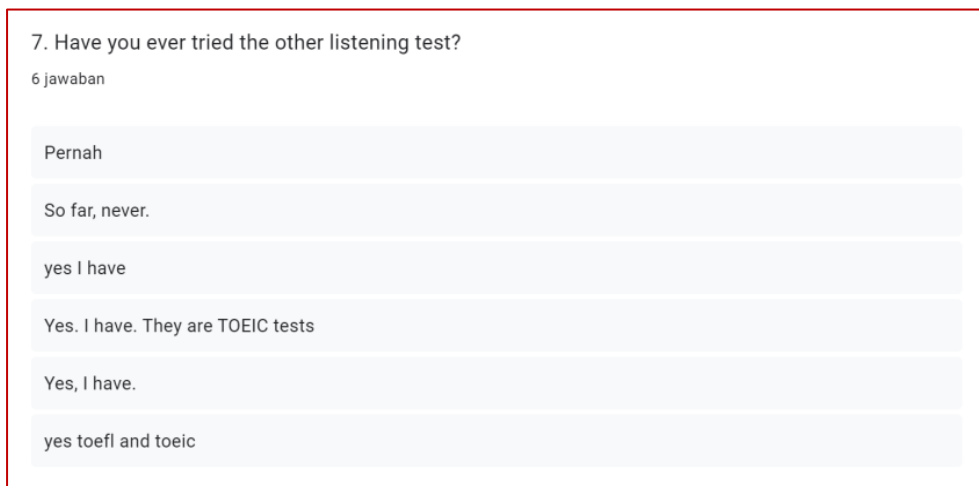 7. Have you ever tried the other listening test?
6 jawaban
Pernah
So far, never.
yes I have
Yes. I have. They are TOEIC tests
Yes, I have.
yes toefl and toeic